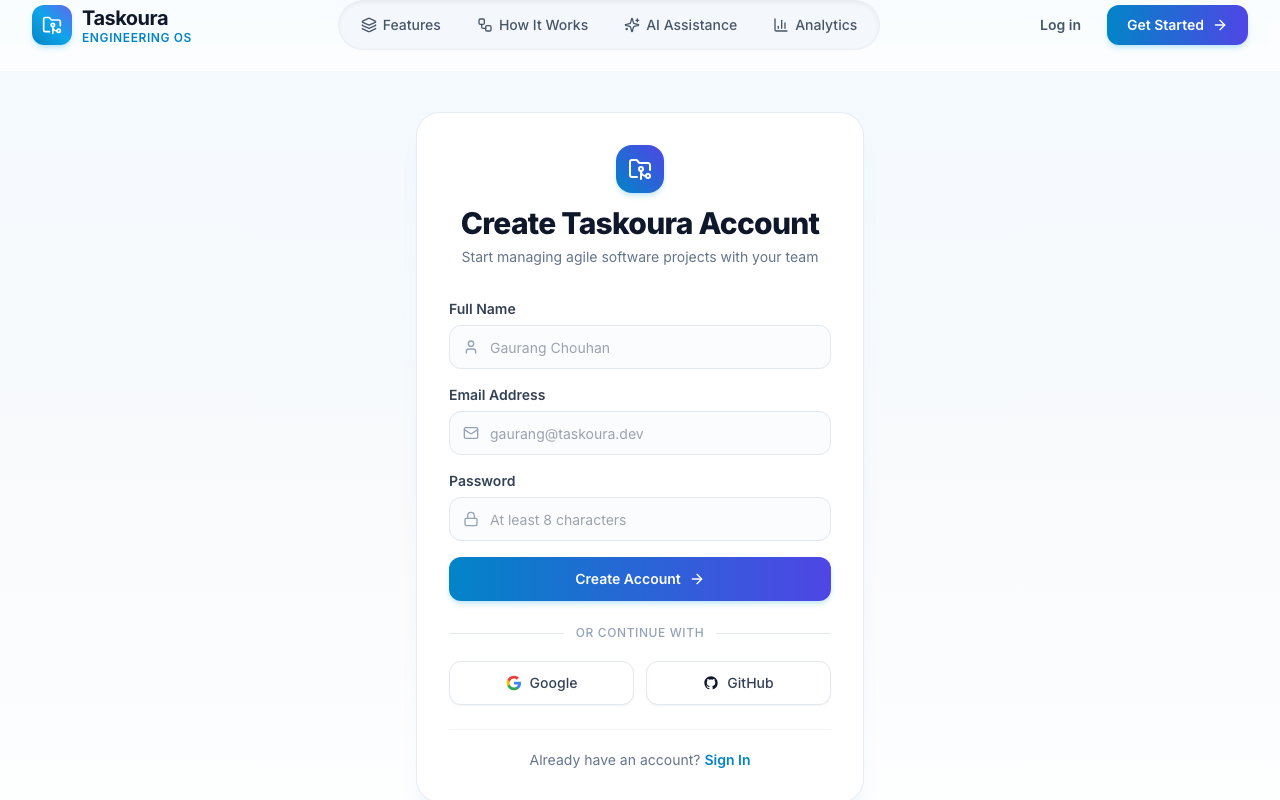 Taskoura
ENGINEERING OS
Features
How It Works
AI Assistance
Analytics
Log in
Get Started
Create Taskoura Account
Start managing agile software projects with your team
Full Name
Gaurang Chouhan
Email Address
gaurang@taskoura.dev
Password
At least 8 characters
Create Account
OR CONTINUE WITH
Google
GitHub
Already have an account? Sign In